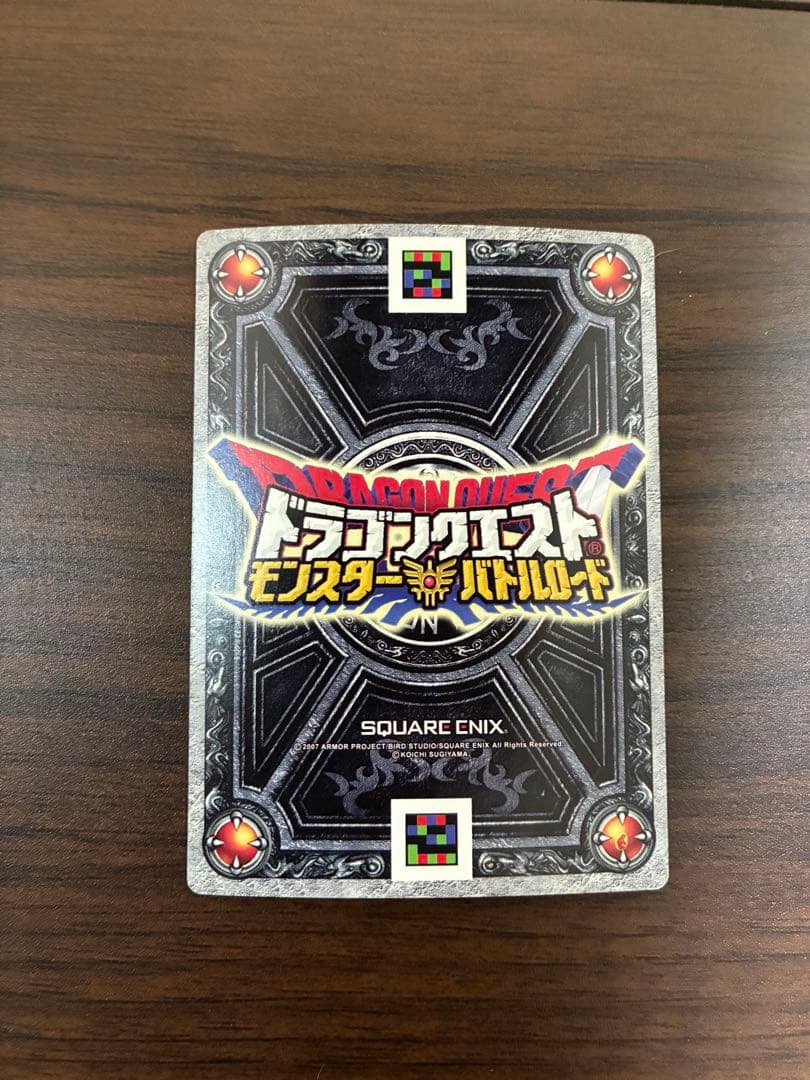 DRAGON QUEST
ドラゴンクエスト®
モンスターバトルロード
SQUARE ENIX.
© 2007 ARMOR PROJECT/BIRD STUDIO/SQUARE ENIX All Rights Reserved.
© KOICHI SUGIYAMA